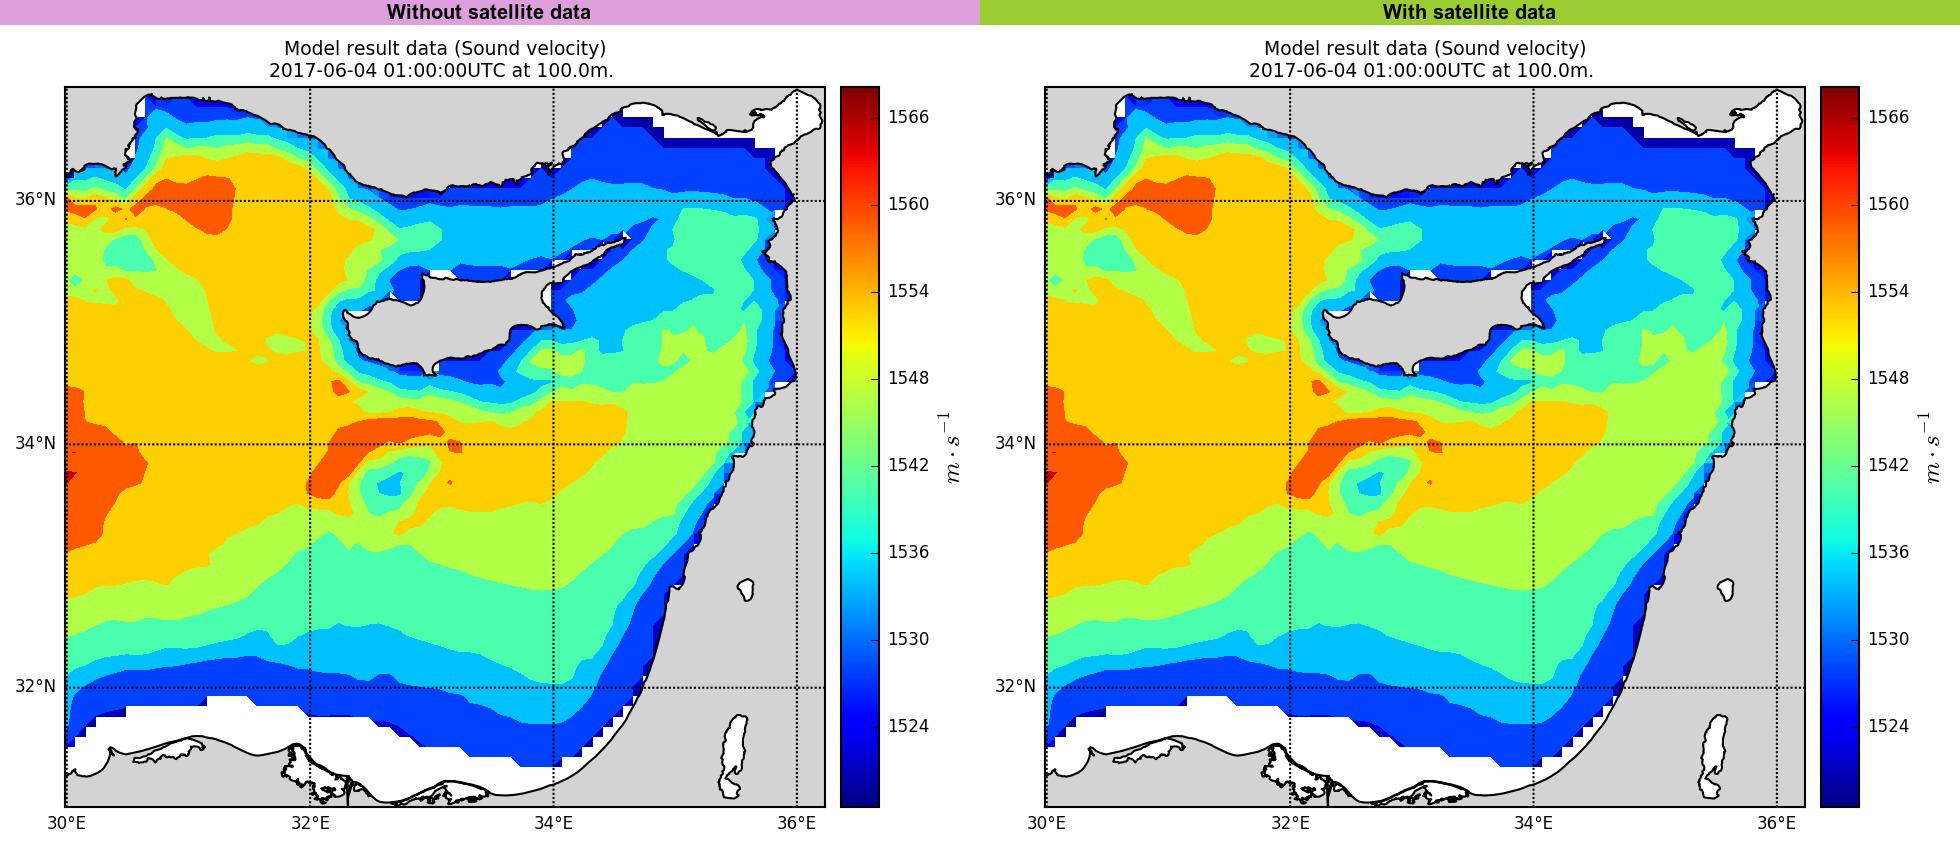 Without satellite data
Model result data (Sound velocity)
2017-06-04 01:00:00UTC at 100.0m.
36°N
34°N
32°N
30°E
32°E
34°E
36°E
1566
1560
1554
1548
1542
1536
1530
1524
m · s⁻¹
With satellite data
Model result data (Sound velocity)
2017-06-04 01:00:00UTC at 100.0m.
36°N
34°N
32°N
30°E
32°E
34°E
36°E
1566
1560
1554
1548
1542
1536
1530
1524
m · s⁻¹